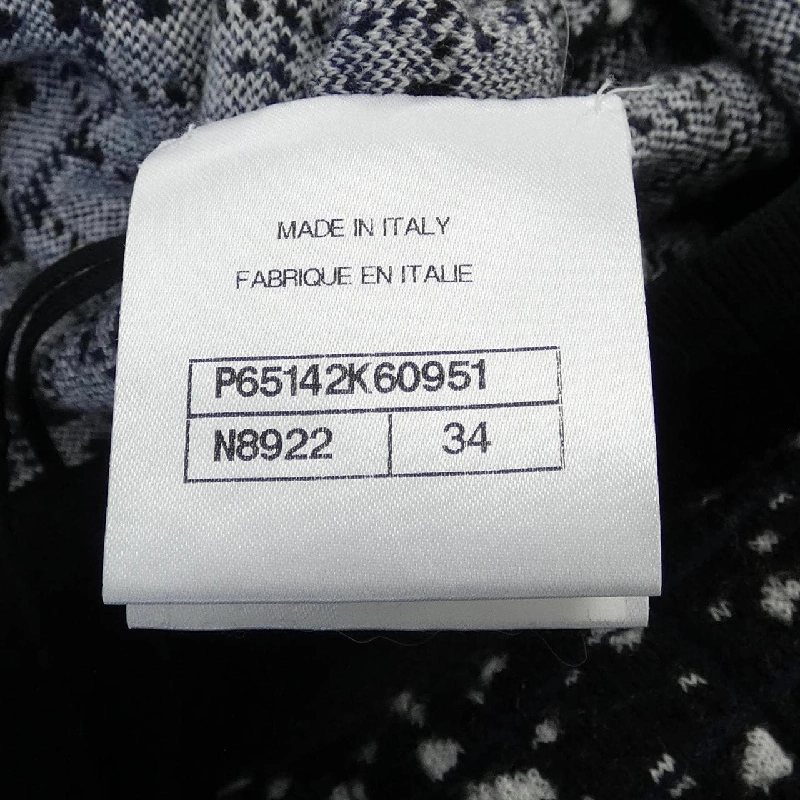 MADE IN ITALY
FABRIQUE EN ITALIE
P65142K60951
N8922 34